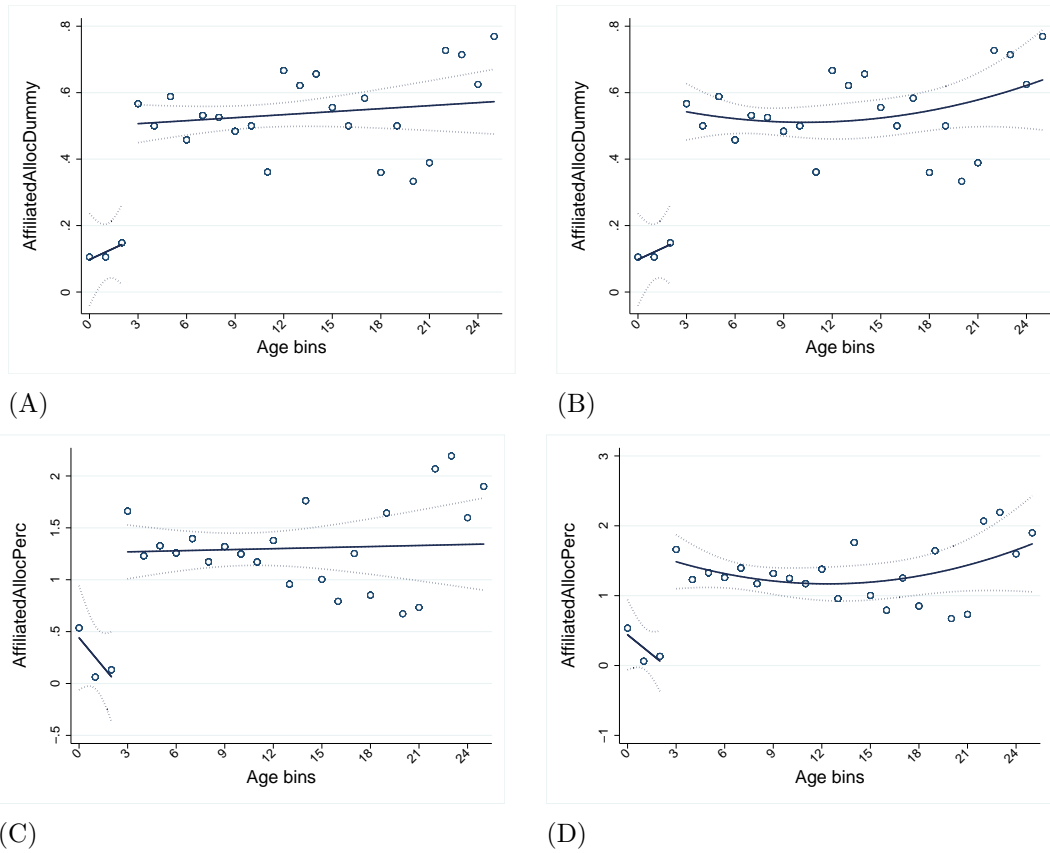 AffiliatedAllocDummy
.8
.6
.4
.2
0
0 3 6 9 12 15 18 21 24
Age bins
(A)
AffiliatedAllocDummy
.8
.6
.4
.2
0
0 3 6 9 12 15 18 21 24
Age bins
(B)
AffiliatedAllocPerc
2
1.5
1
.5
0
-.5
0 3 6 9 12 15 18 21 24
Age bins
(C)
AffiliatedAllocPerc
3
2
1
0
-1
0 3 6 9 12 15 18 21 24
Age bins
(D)